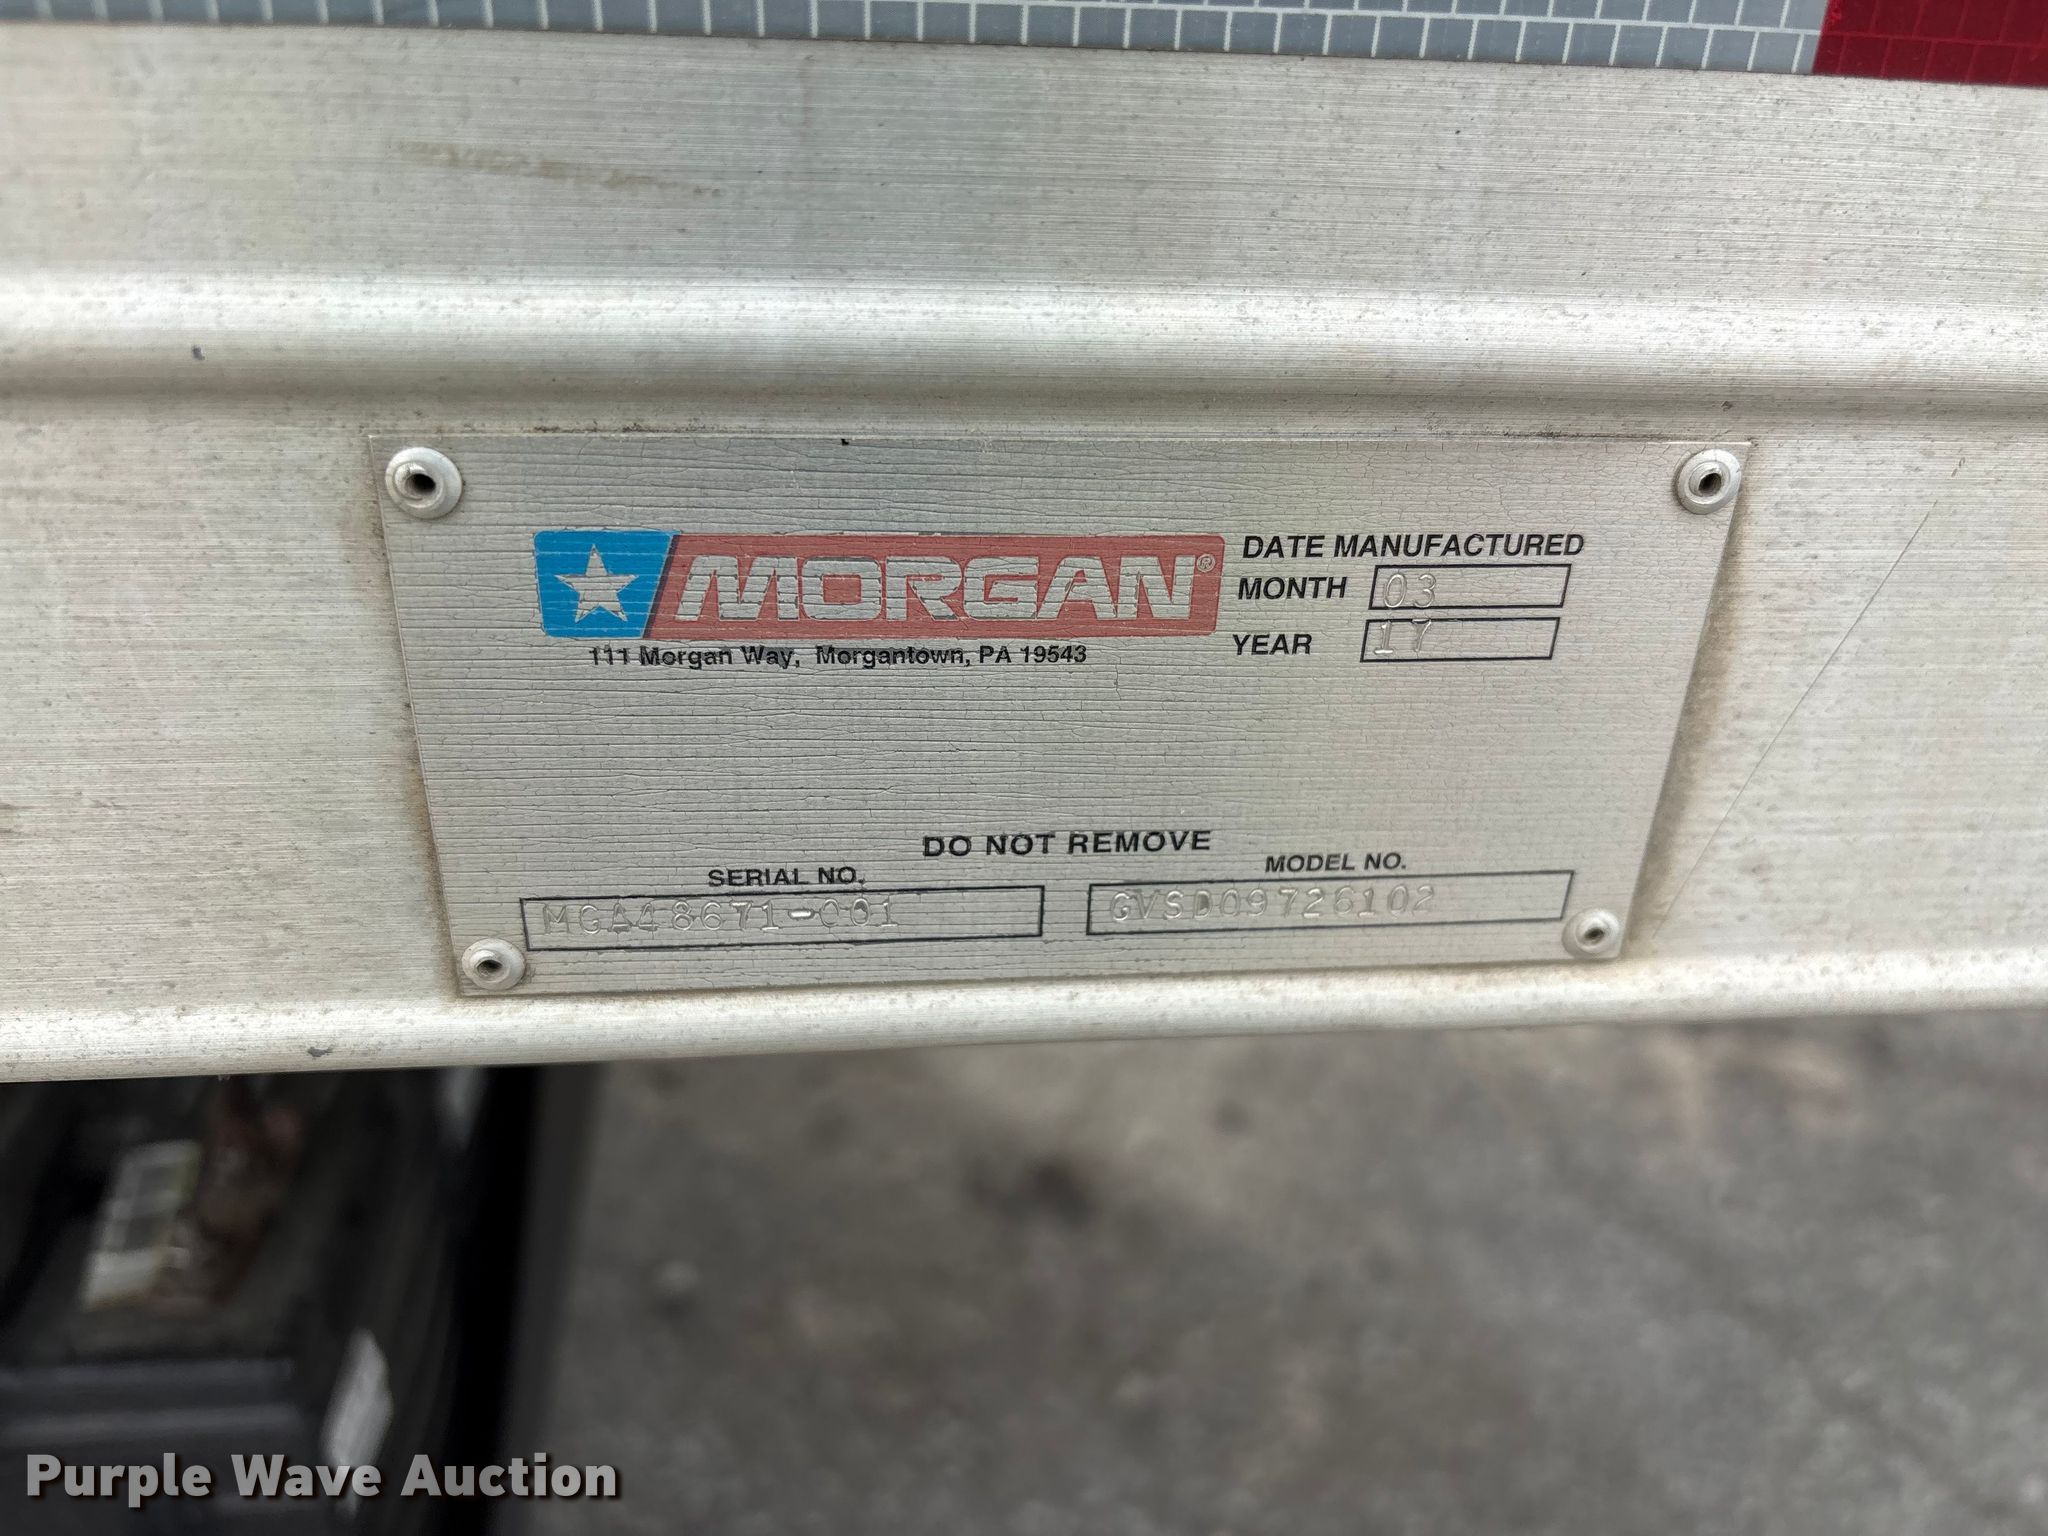 MORGAN®
111 Morgan Way, Morgantown, PA 19543
DATE MANUFACTURED
MONTH 03
YEAR 17
DO NOT REMOVE
SERIAL NO.
MGA48671-001
MODEL NO.
GVSD09726102
Purple Wave Auction